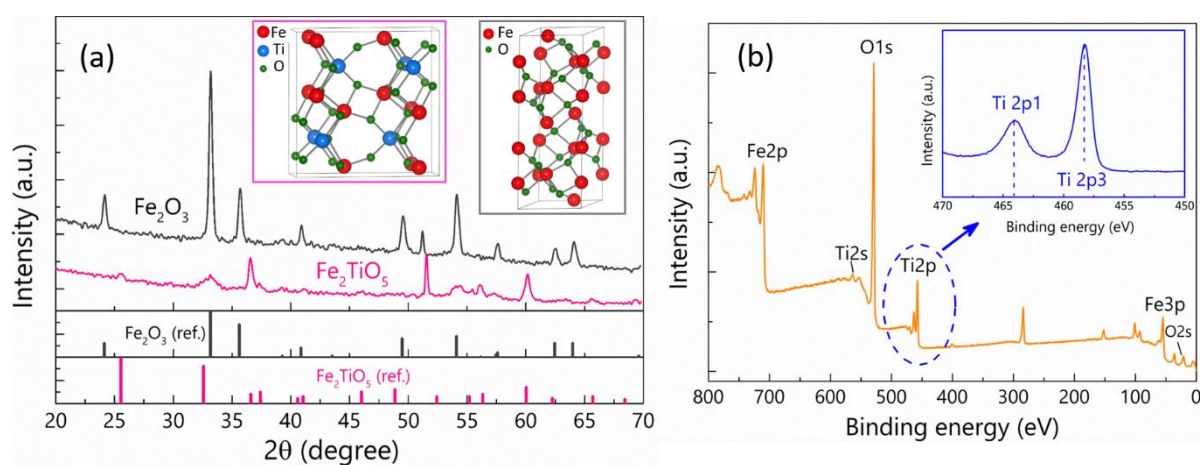 (a)
Fe
Ti
O
Fe
O
Fe₂O₃
Fe₂TiO₅
Fe₂O₃ (ref.)
Fe₂TiO₅ (ref.)
Intensity (a.u.)
20 25 30 35 40 45 50 55 60 65 70
2θ (degree)
(b)
O1s
Fe2p
Ti2s
Ti2p
Fe3p
O2s
Intensity (a.u.)
800 700 600 500 400 300 200 100 0
Binding energy (eV)
Ti 2p1
Ti 2p3
Intensity (a.u.)
470 465 460 455 450
Binding energy (eV)